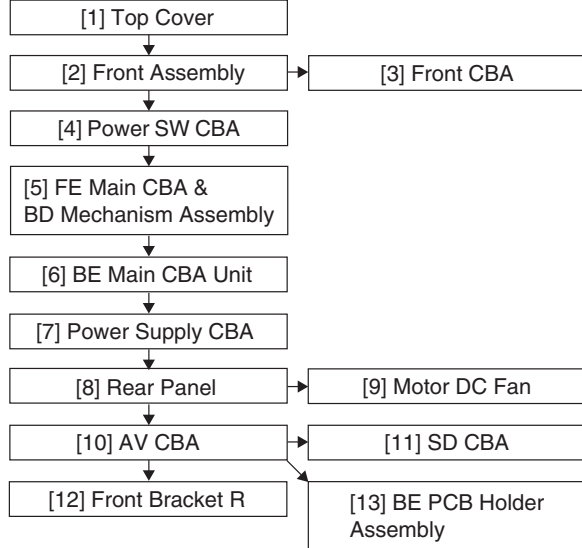 [1] Top Cover
[2] Front Assembly
[3] Front CBA
[4] Power SW CBA
[5] FE Main CBA &
BD Mechanism Assembly
[6] BE Main CBA Unit
[7] Power Supply CBA
[8] Rear Panel
[9] Motor DC Fan
[10] AV CBA
[11] SD CBA
[12] Front Bracket R
[13] BE PCB Holder
Assembly